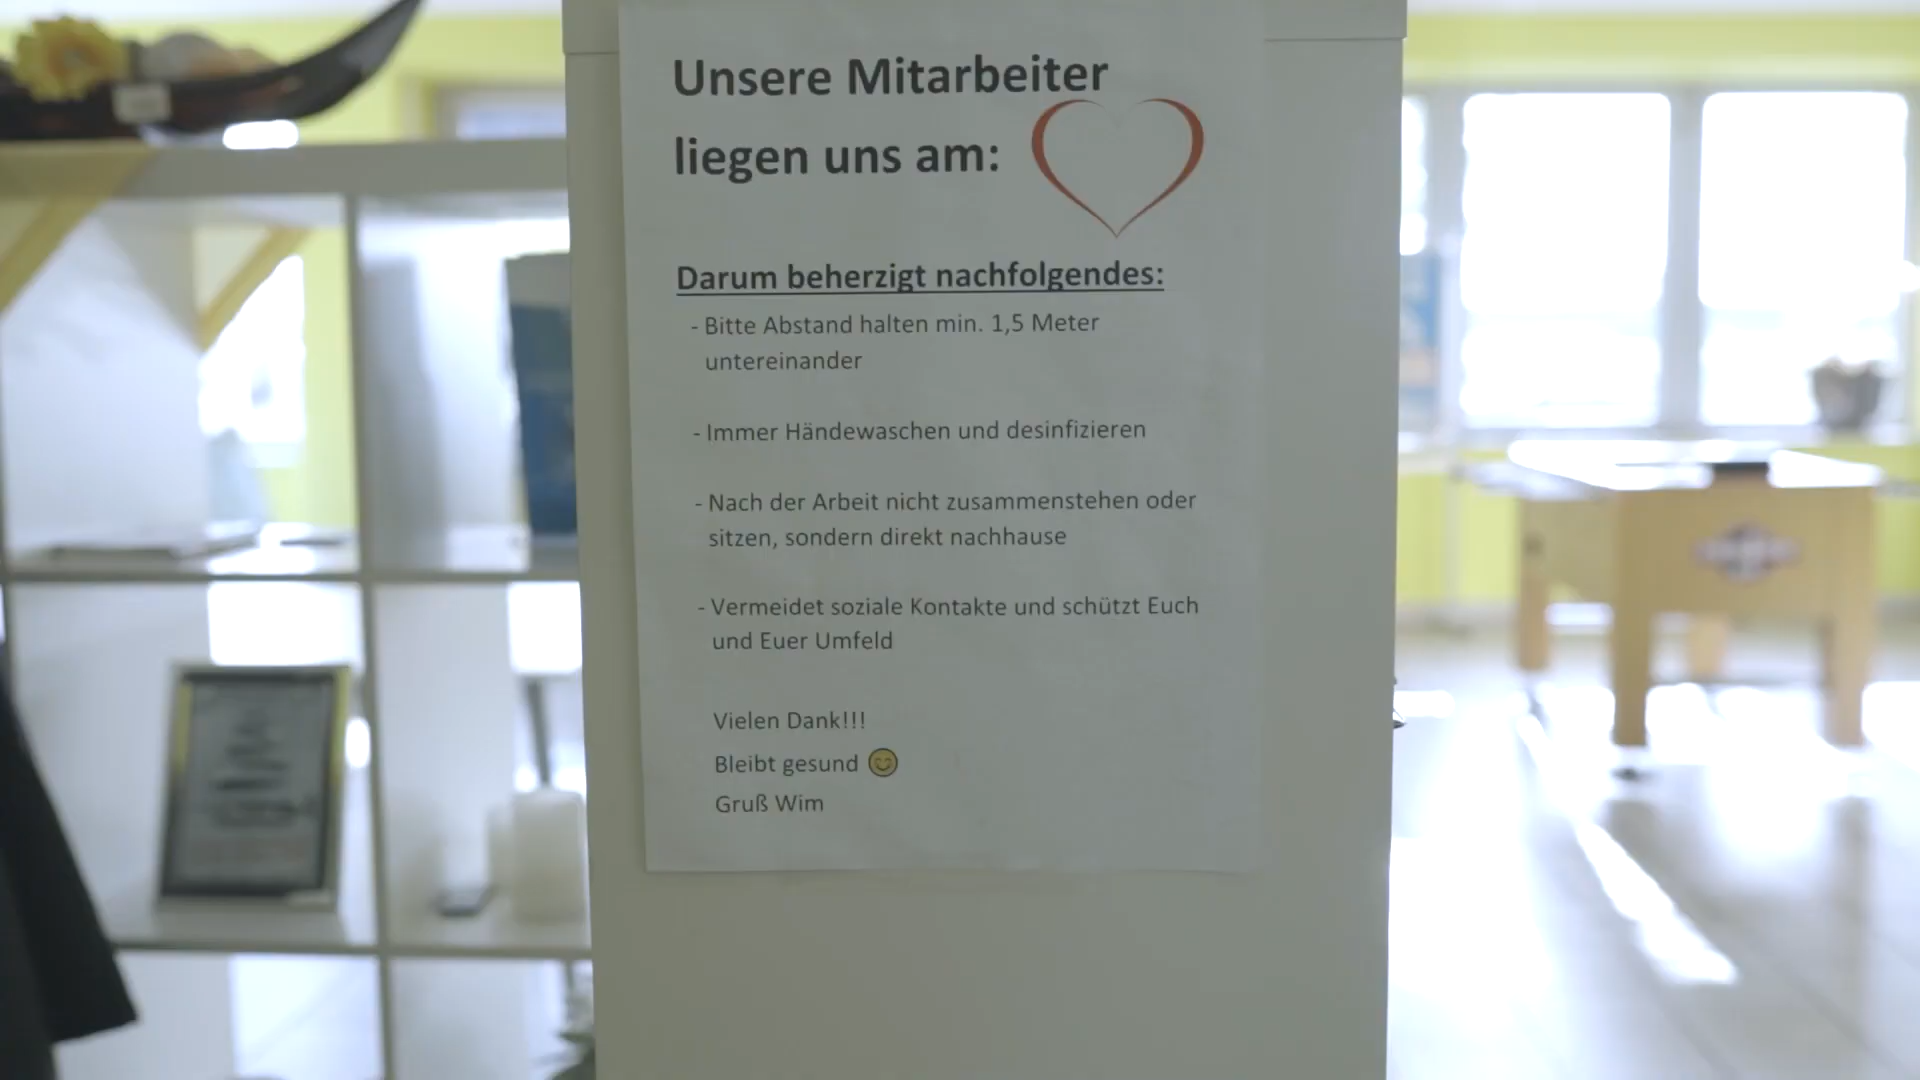 Unsere Mitarbeiter
liegen uns am:
Darum beherzigt nachfolgendes:
- Bitte Abstand halten min. 1,5 Meter
untereinander
- Immer Händewaschen und desinfizieren
- Nach der Arbeit nicht zusammenstehen oder
sitzen, sondern direkt nachhause
- Vermeidet soziale Kontakte und schützt Euch
und Euer Umfeld
Vielen Dank!!!
Bleibt gesund 😊
Gruß Wim